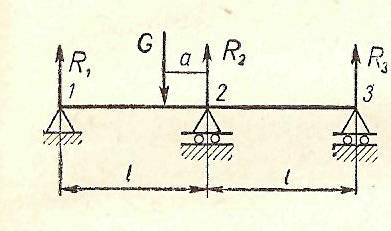 G a R₂ R₃
R₁
1 2 3
l l